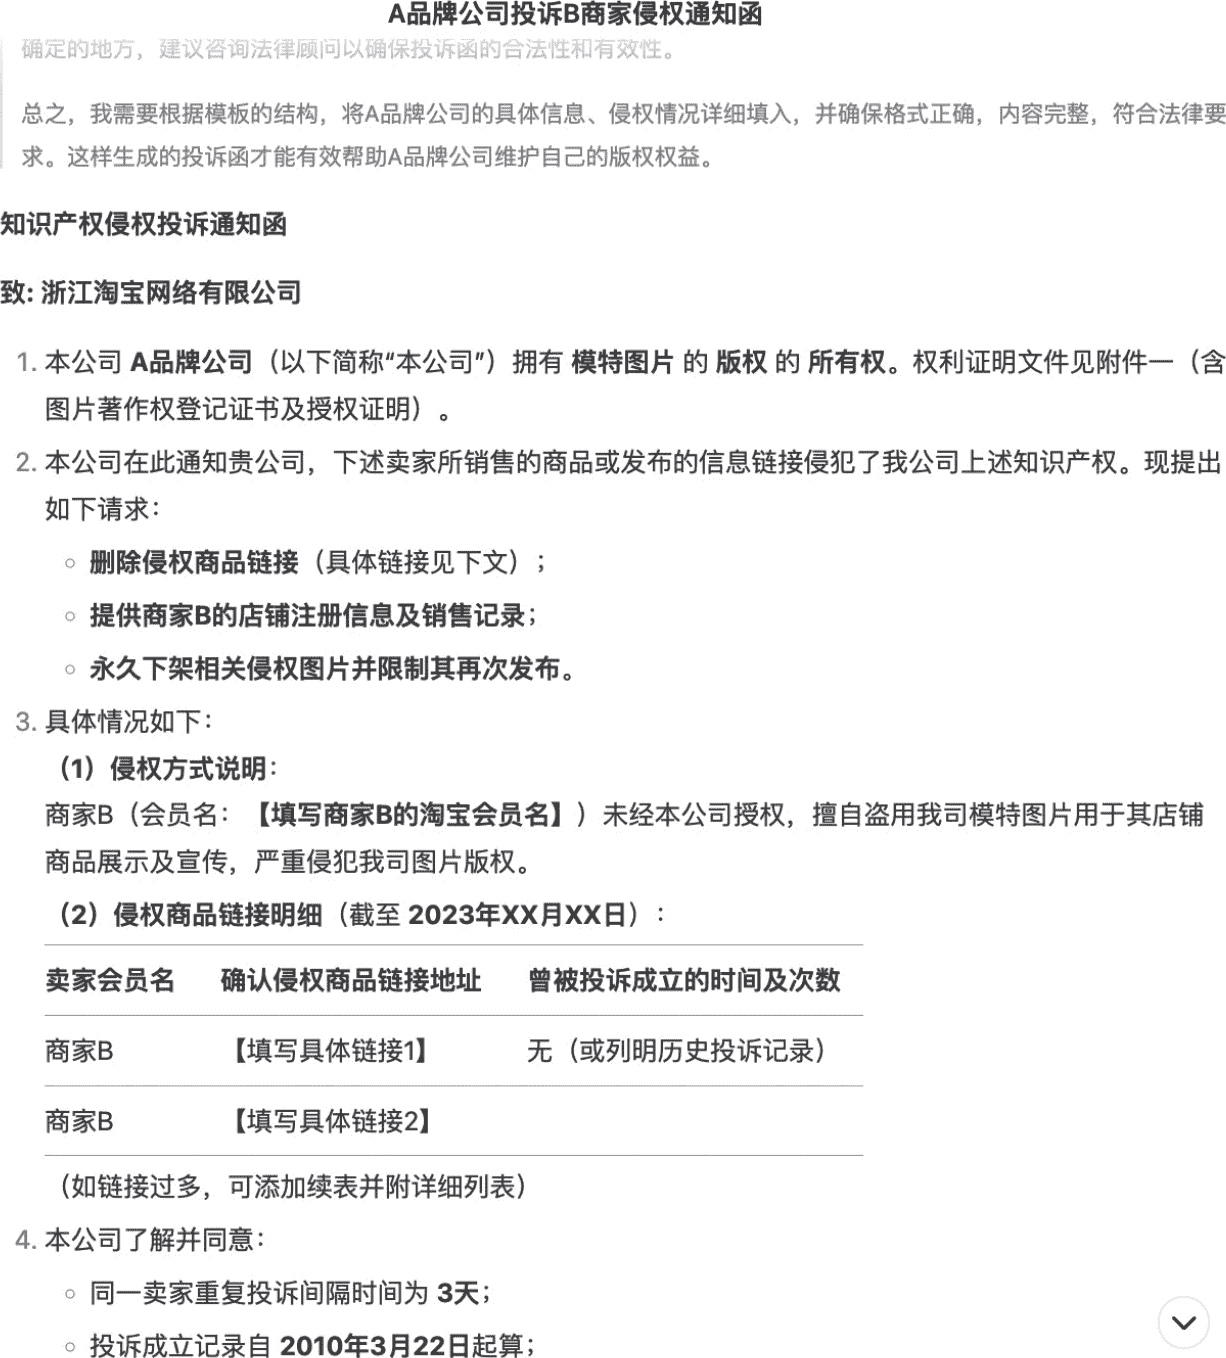 A品牌公司投诉B商家侵权通知函
确定的地方，建议咨询法律顾问以确保投诉函的合法性和有效性。
总之，我需要根据模板的结构，将A品牌公司的具体信息、侵权情况详细填入，并确保格式正确，内容完整，符合法律要
求。这样生成的投诉函才能有效帮助A品牌公司维护自己的版权权益。
知识产权侵权投诉通知函
致: 浙江淘宝网络有限公司
1. 本公司 A品牌公司（以下简称“本公司”）拥有 模特图片 的 版权 的 所有权。权利证明文件见附件一（含
图片著作权登记证书及授权证明）。
2. 本公司在此通知贵公司，下述卖家所销售的商品或发布的信息链接侵犯了我公司上述知识产权。现提出
如下请求：
◦ 删除侵权商品链接（具体链接见下文）；
◦ 提供商家B的店铺注册信息及销售记录；
◦ 永久下架相关侵权图片并限制其再次发布。
3. 具体情况如下：
（1）侵权方式说明：
商家B（会员名：【填写商家B的淘宝会员名】）未经本公司授权，擅自盗用我司模特图片用于其店铺
商品展示及宣传，严重侵犯我司图片版权。
（2）侵权商品链接明细（截至 2023年XX月XX日）：
卖家会员名 确认侵权商品链接地址 曾被投诉成立的时间及次数
商家B 【填写具体链接1】 无（或列明历史投诉记录）
商家B 【填写具体链接2】
（如链接过多，可添加续表并附详细列表）
4. 本公司了解并同意：
◦ 同一卖家重复投诉间隔时间为 3天；
◦ 投诉成立记录自 2010年3月22日起算；